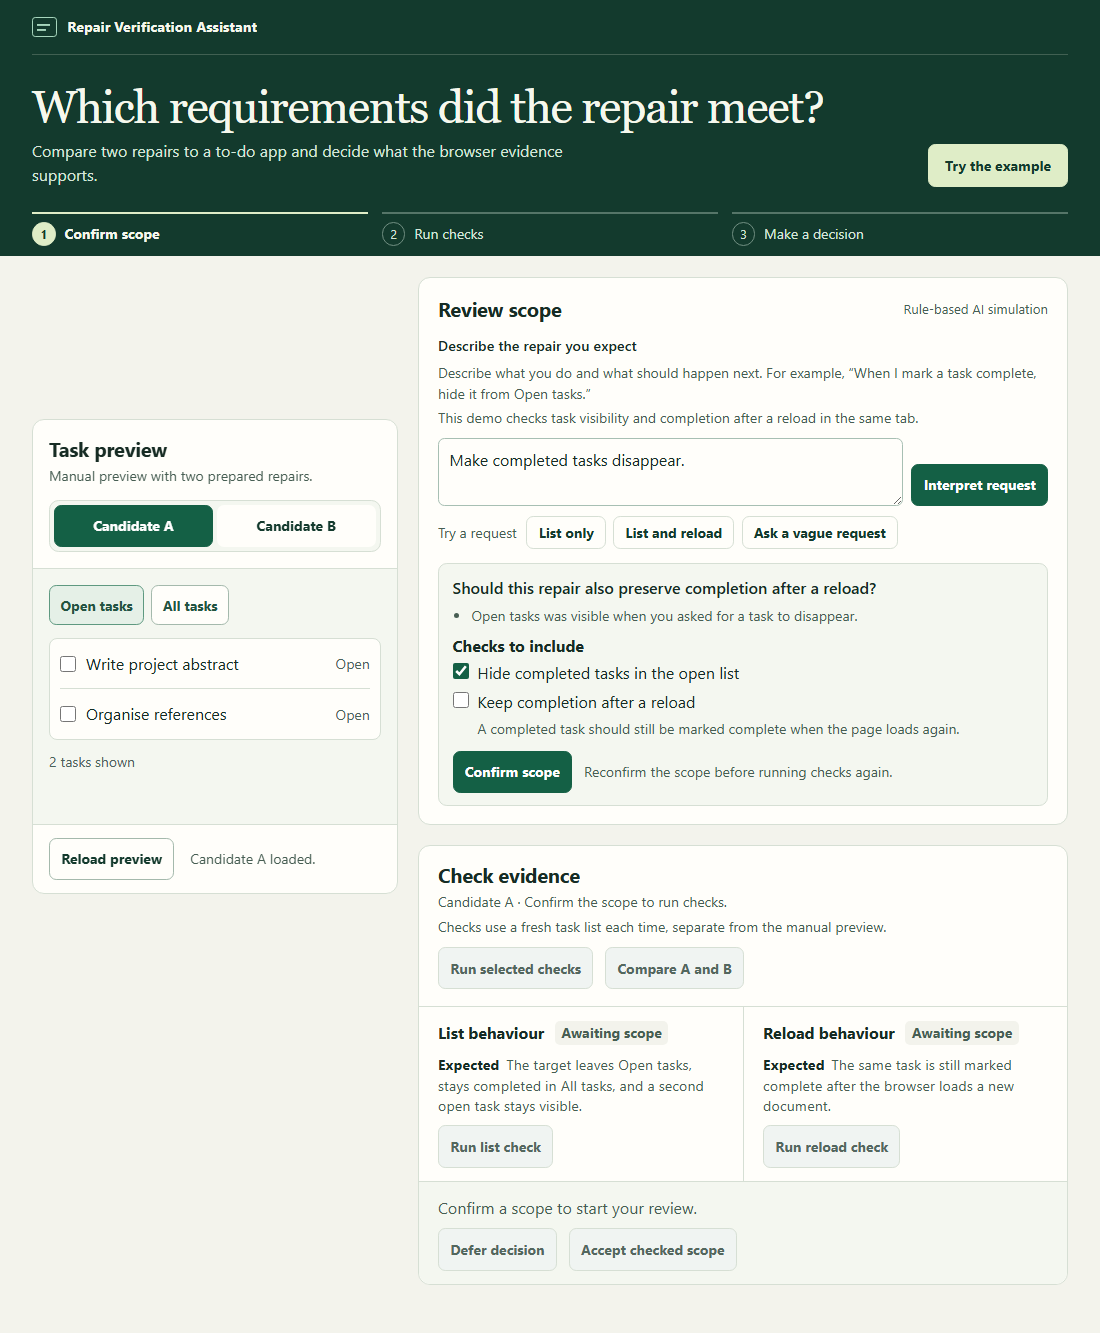 Repair Verification Assistant
Which requirements did the repair meet?
Compare two repairs to a to-do app and decide what the browser evidence
supports.
Try the example
1 Confirm scope
2 Run checks
3 Make a decision
Task preview
Manual preview with two prepared repairs.
Candidate A
Candidate B
Open tasks
All tasks
Write project abstract Open
Organise references Open
2 tasks shown
Reload preview Candidate A loaded.
Review scope
Rule-based AI simulation
Describe the repair you expect
Describe what you do and what should happen next. For example, “When I mark a task complete,
hide it from Open tasks.”
This demo checks task visibility and completion after a reload in the same tab.
Make completed tasks disappear.
Interpret request
Try a request List only List and reload Ask a vague request
Should this repair also preserve completion after a reload?
• Open tasks was visible when you asked for a task to disappear.
Checks to include
Hide completed tasks in the open list
Keep completion after a reload
A completed task should still be marked complete when the page loads again.
Confirm scope Reconfirm the scope before running checks again.
Check evidence
Candidate A · Confirm the scope to run checks.
Checks use a fresh task list each time, separate from the manual preview.
Run selected checks Compare A and B
List behaviour Awaiting scope
Expected The target leaves Open tasks,
stays completed in All tasks, and a second
open task stays visible.
Run list check
Reload behaviour Awaiting scope
Expected The same task is still marked
complete after the browser loads a new
document.
Run reload check
Confirm a scope to start your review.
Defer decision Accept checked scope